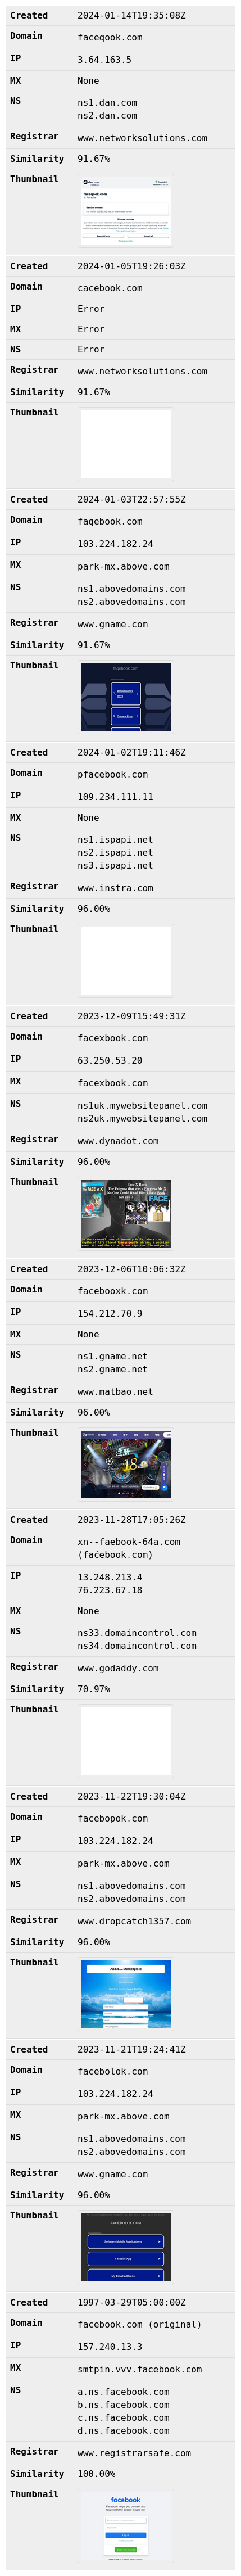 Created 2024-01-14T19:35:08Z
Domain faceqook.com
IP 3.64.163.5
MX None
NS ns1.dan.com
ns2.dan.com
Registrar www.networksolutions.com
Similarity 91.67%
Thumbnail
Created 2024-01-05T19:26:03Z
Domain cacebook.com
IP Error
MX Error
NS Error
Registrar www.networksolutions.com
Similarity 91.67%
Thumbnail
Created 2024-01-03T22:57:55Z
Domain faqebook.com
IP 103.224.182.24
MX park-mx.above.com
NS ns1.abovedomains.com
ns2.abovedomains.com
Registrar www.gname.com
Similarity 91.67%
Thumbnail
Created 2024-01-02T19:11:46Z
Domain pfacebook.com
IP 109.234.111.11
MX None
NS ns1.ispapi.net
ns2.ispapi.net
ns3.ispapi.net
Registrar www.instra.com
Similarity 96.00%
Thumbnail
Created 2023-12-09T15:49:31Z
Domain facexbook.com
IP 63.250.53.20
MX facexbook.com
NS ns1uk.mywebsitepanel.com
ns2uk.mywebsitepanel.com
Registrar www.dynadot.com
Similarity 96.00%
Thumbnail
Created 2023-12-06T10:06:32Z
Domain facebooxk.com
IP 154.212.70.9
MX None
NS ns1.gname.net
ns2.gname.net
Registrar www.matbao.net
Similarity 96.00%
Thumbnail
18
Created 2023-11-28T17:05:26Z
Domain xn--faebook-64a.com
(faćebook.com)
IP 13.248.213.4
76.223.67.18
MX None
NS ns33.domaincontrol.com
ns34.domaincontrol.com
Registrar www.godaddy.com
Similarity 70.97%
Thumbnail
Created 2023-11-22T19:30:04Z
Domain facebopok.com
IP 103.224.182.24
MX park-mx.above.com
NS ns1.abovedomains.com
ns2.abovedomains.com
Registrar www.dropcatch1357.com
Similarity 96.00%
Thumbnail
Created 2023-11-21T19:24:41Z
Domain facebolok.com
IP 103.224.182.24
MX park-mx.above.com
NS ns1.abovedomains.com
ns2.abovedomains.com
Registrar www.gname.com
Similarity 96.00%
Thumbnail
FACEBOLOK.COM
Software Mobile Applications
A Mobile App
My Email Address
Created 1997-03-29T05:00:00Z
Domain facebook.com (original)
IP 157.240.13.3
MX smtpin.vvv.facebook.com
NS a.ns.facebook.com
b.ns.facebook.com
c.ns.facebook.com
d.ns.facebook.com
Registrar www.registrarsafe.com
Similarity 100.00%
Thumbnail
facebook